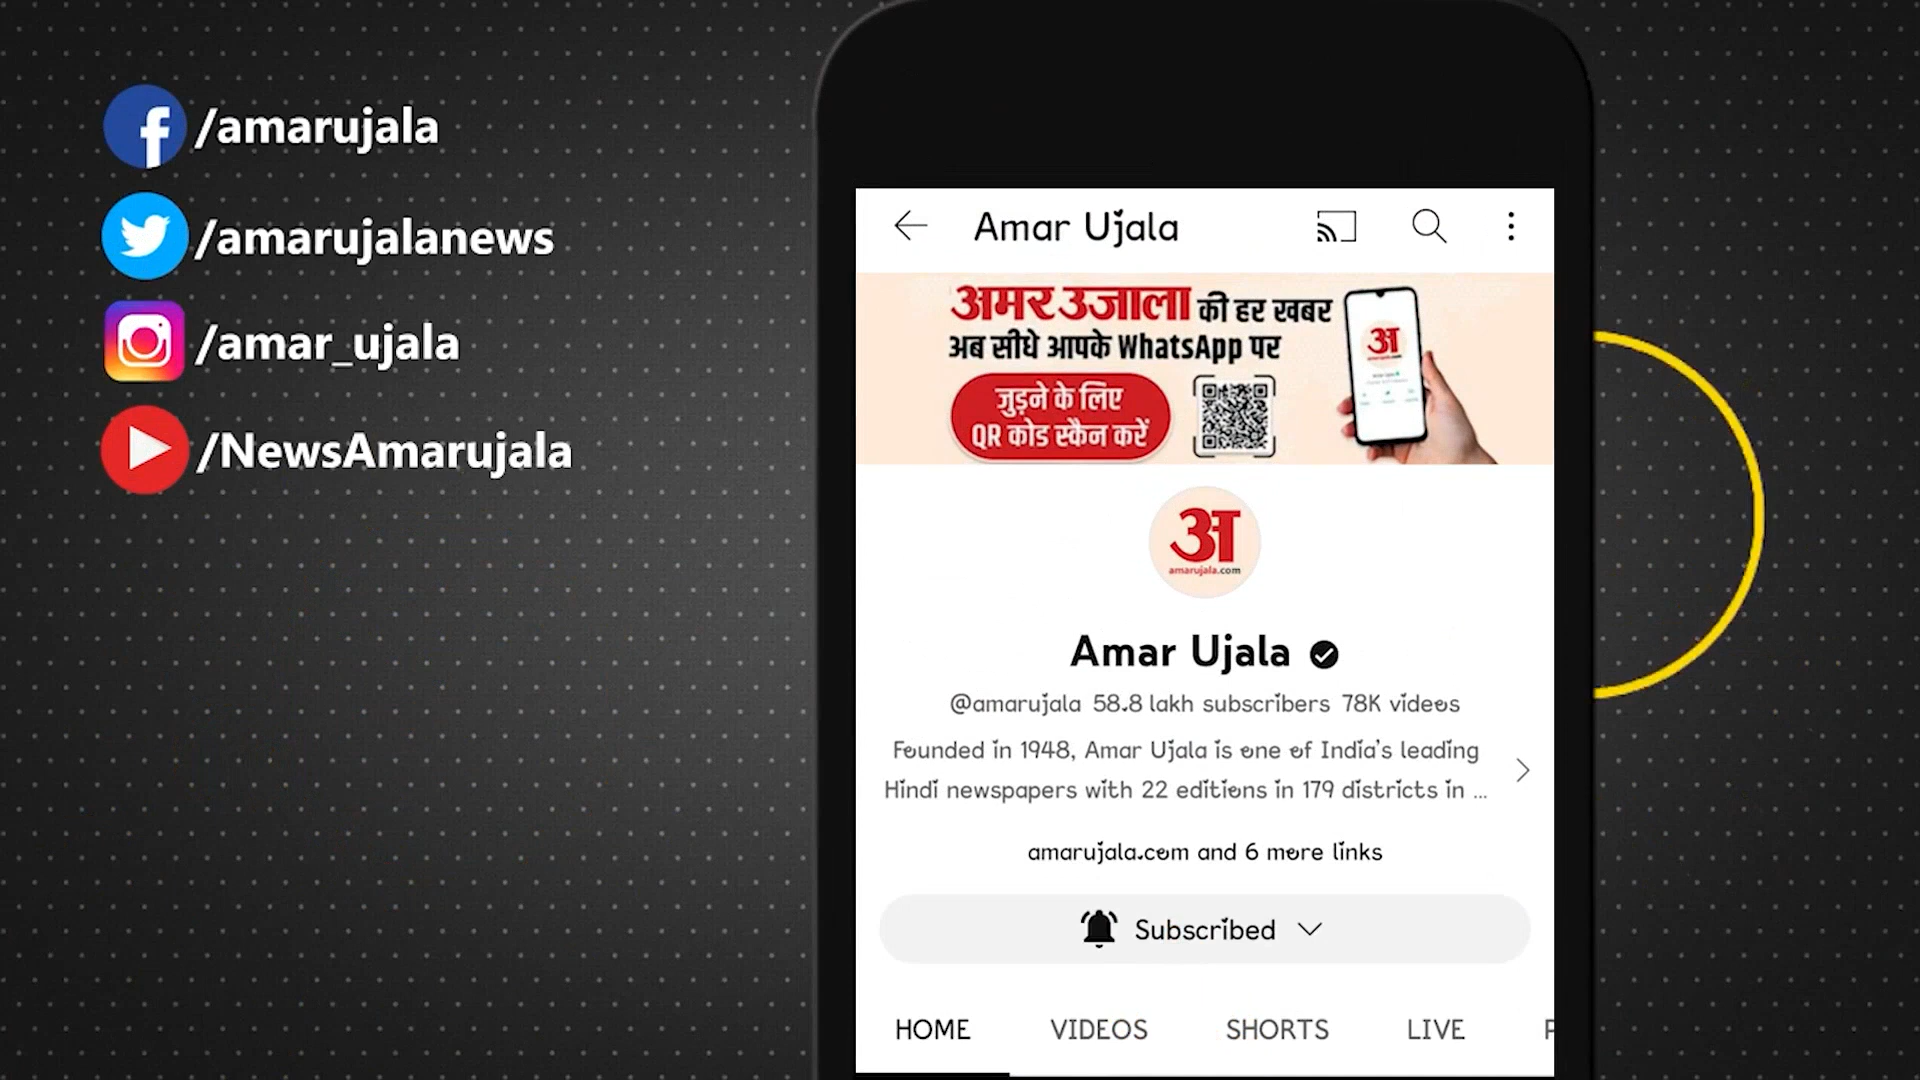 /amarujala
/amarujalanews
/amar_ujala
/NewsAmarujala
Amar Ujala
अमर उजाला की हर खबर
अब सीधे आपके WhatsApp पर
जुड़ने के लिए
QR कोड स्कैन करें
अ
अ
amarujala.com
Amar Ujala
@amarujala 58.8 lakh subscribers 78K videos
Founded in 1948, Amar Ujala is one of India's leading
Hindi newspapers with 22 editions in 179 districts in ...
amarujala.com and 6 more links
Subscribed
HOME VIDEOS SHORTS LIVE